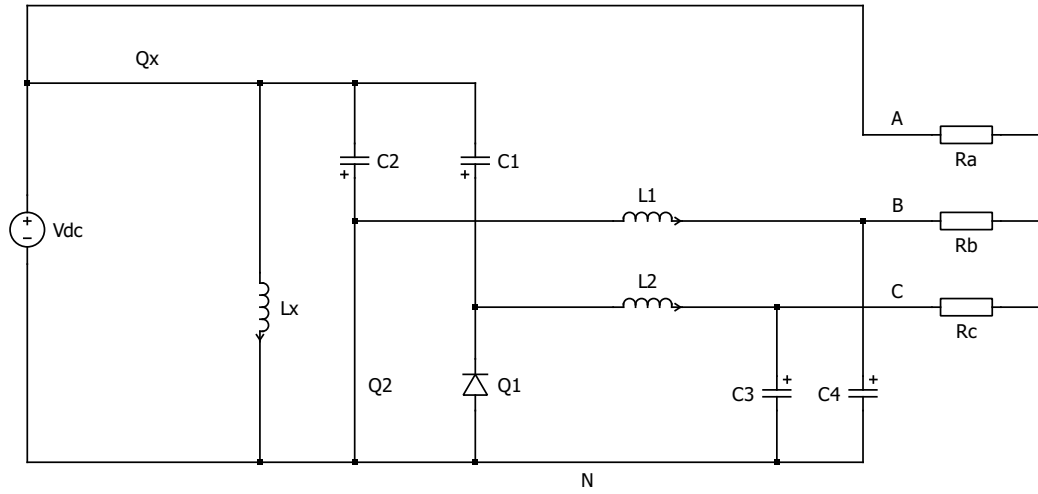 Qx
A
C2
C1
Ra
L1
B
+
+
+
−
Vdc
Rb
L2
C
Lx
Rc
Q2
Q1
C3
+
C4
+
N